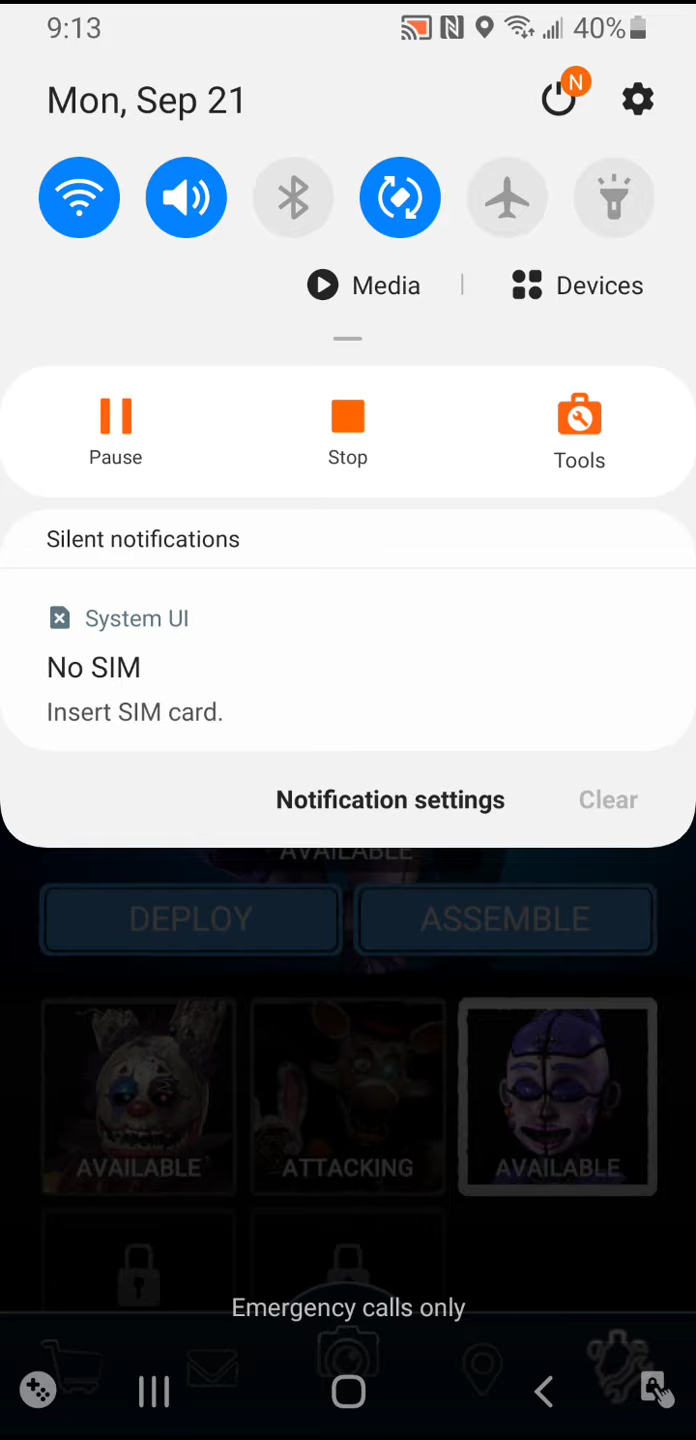 9:13
40%
Mon, Sep 21
N
Media
Devices
Pause
Stop
Tools
Silent notifications
System UI
No SIM
Insert SIM card.
Notification settings
Clear
AVAILABLE
DEPLOY
ASSEMBLE
AVAILABLE
ATTACKING
AVAILABLE
Emergency calls only